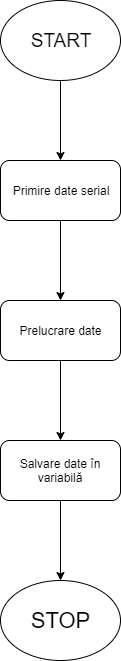 START
Primire date serial
Prelucrare date
Salvare date în
variabilă
STOP